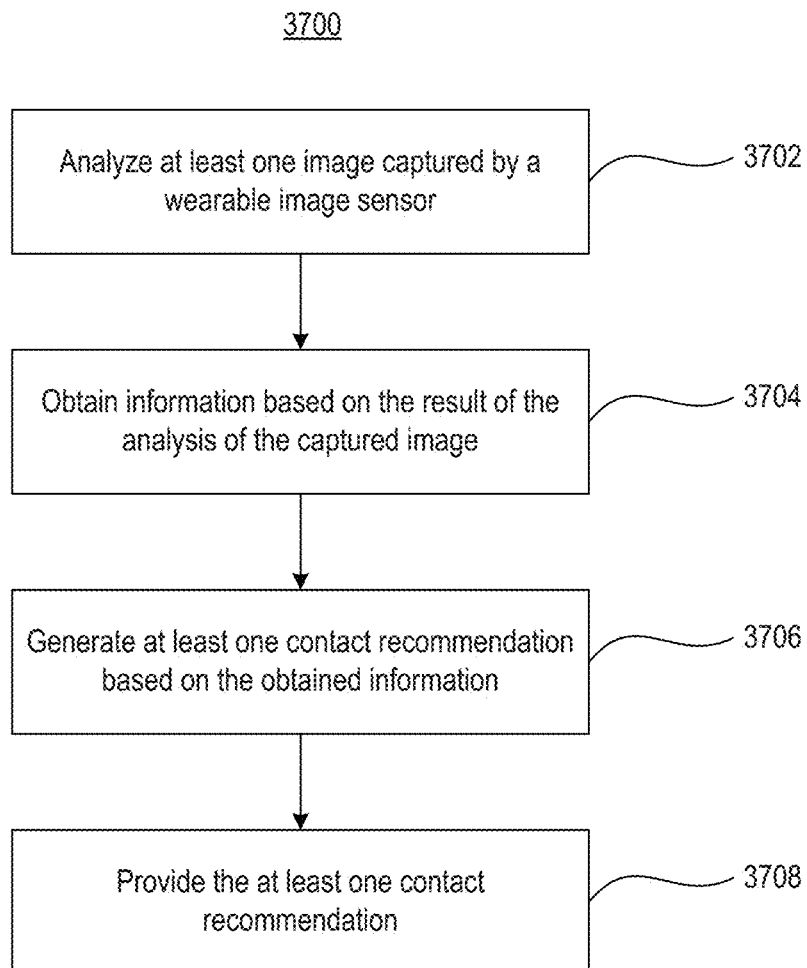 3700
Analyze at least one image captured by a
wearable image sensor
3702
Obtain information based on the result of the
analysis of the captured image
3704
Generate at least one contact recommendation
based on the obtained information
3706
Provide the at least one contact
recommendation
3708